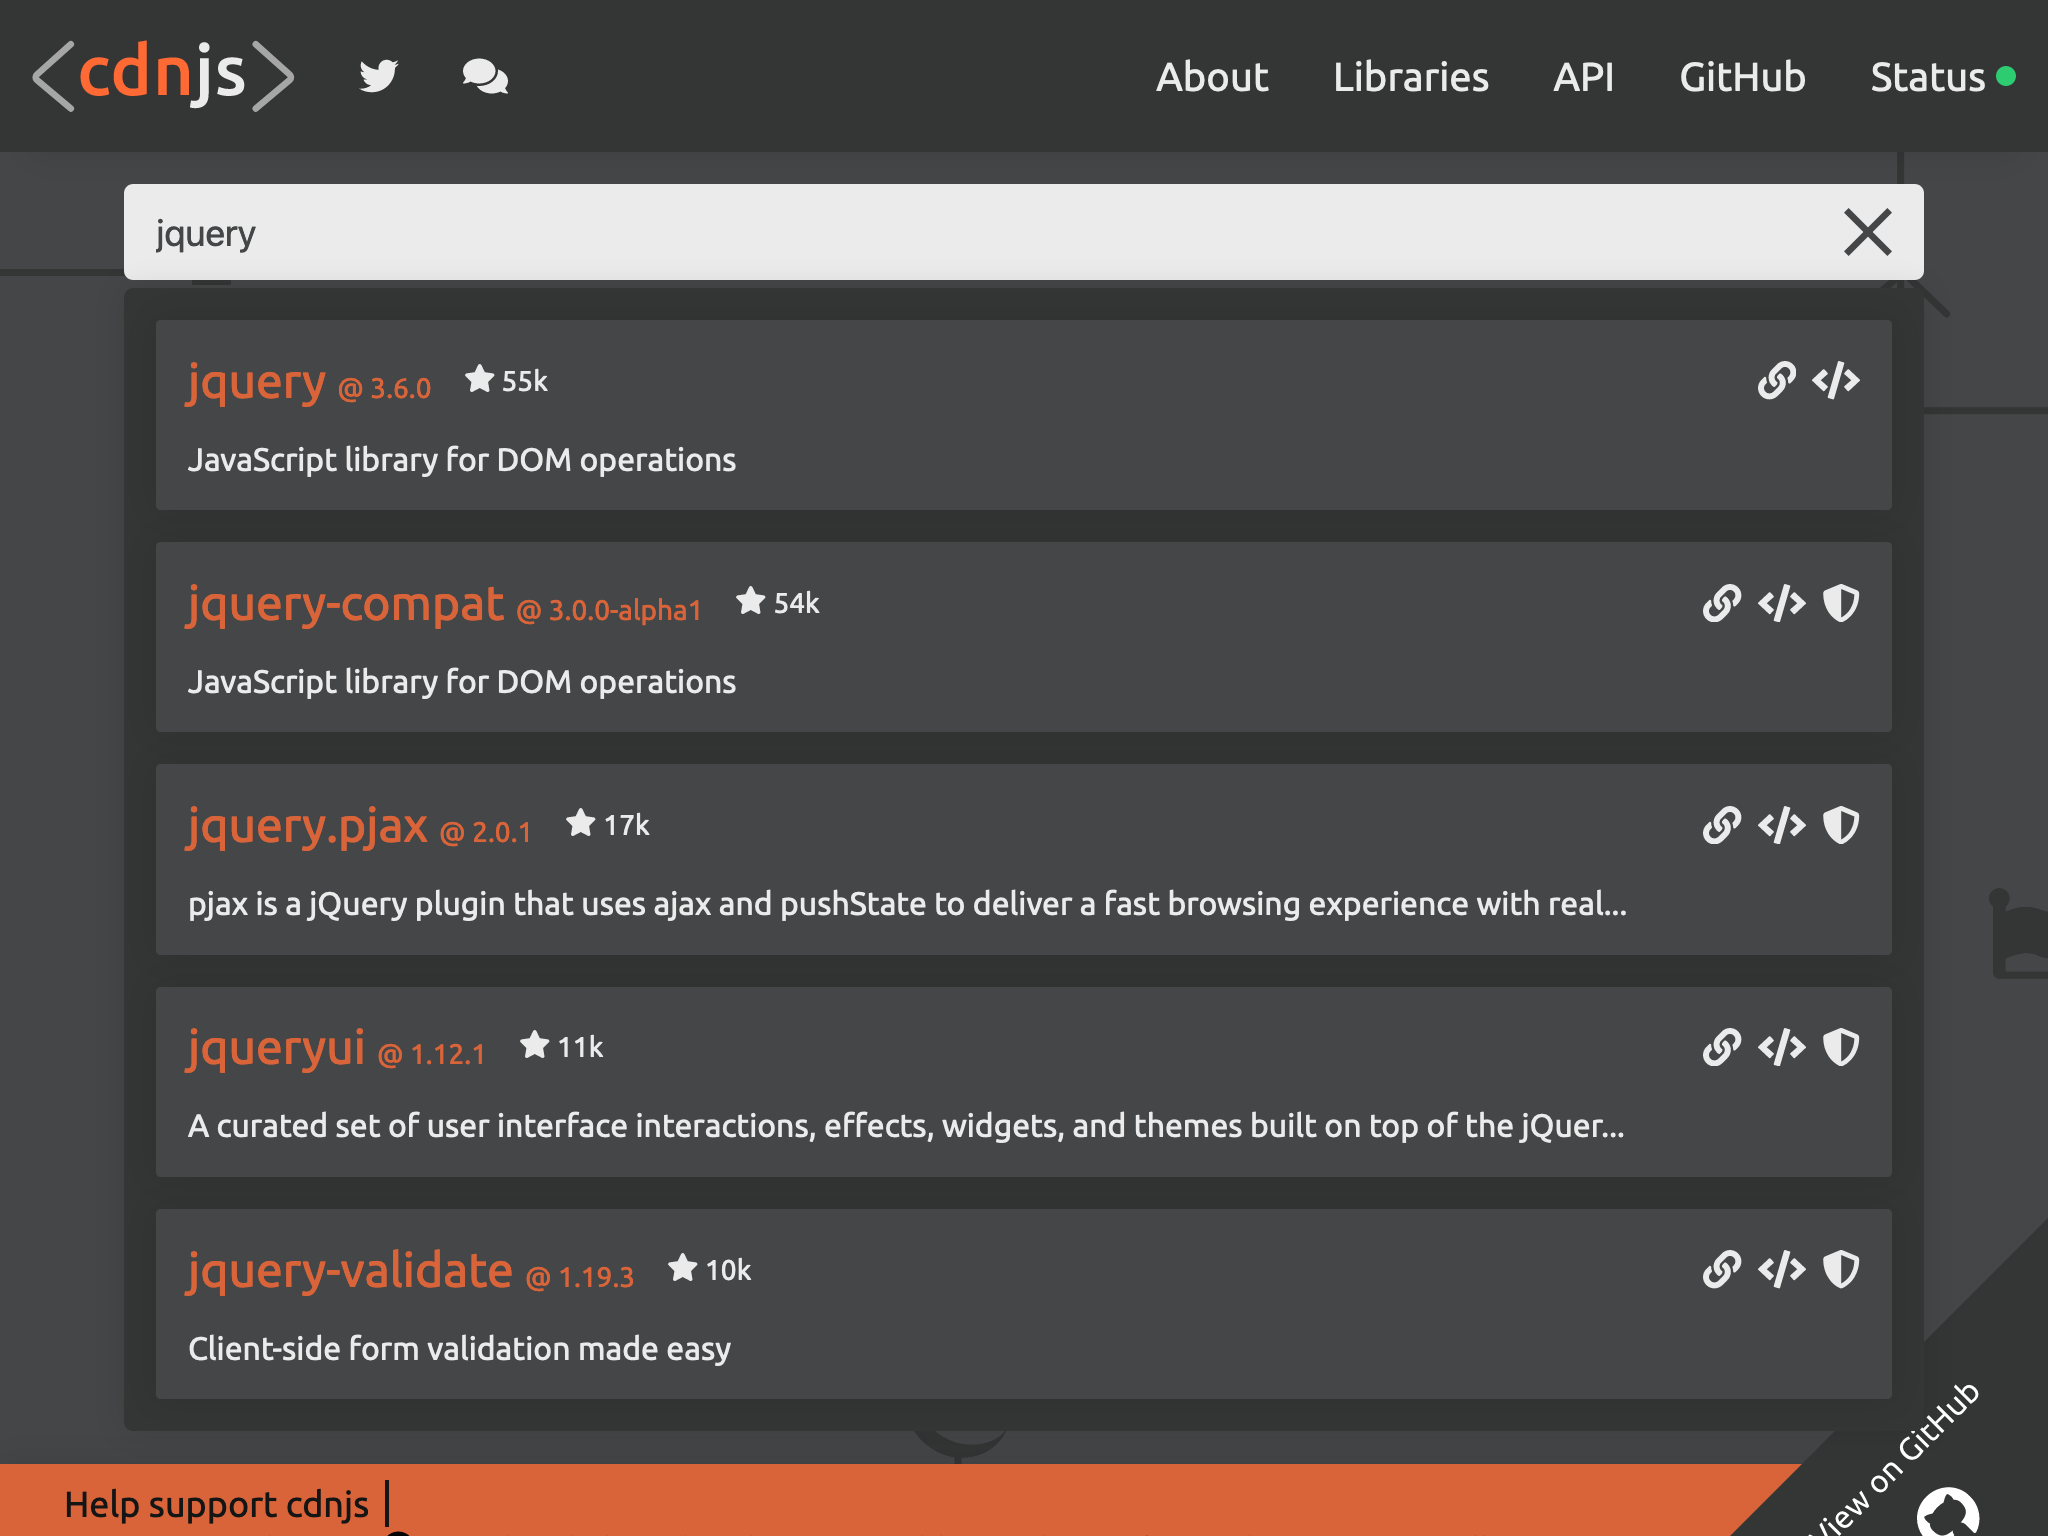 <cdnjs>
About Libraries API GitHub Status
jquery
jquery @ 3.6.0 55k
JavaScript library for DOM operations
jquery-compat @ 3.0.0-alpha1 54k
JavaScript library for DOM operations
jquery.pjax @ 2.0.1 17k
pjax is a jQuery plugin that uses ajax and pushState to deliver a fast browsing experience with real...
jqueryui @ 1.12.1 11k
A curated set of user interface interactions, effects, widgets, and themes built on top of the jQuer...
jquery-validate @ 1.19.3 10k
Client-side form validation made easy
View on GitHub
Help support cdnjs